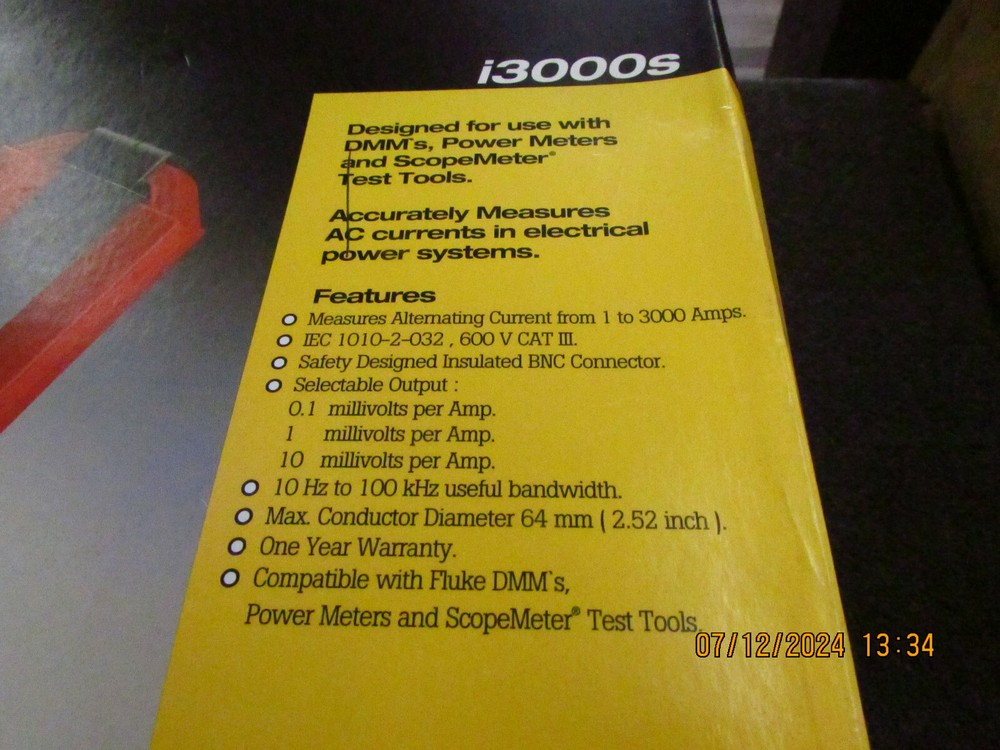 i3000s
Designed for use with
DMM`s, Power Meters
and ScopeMeter®
Test Tools.
Accurately Measures
AC currents in electrical
power systems.
Features
Measures Alternating Current from 1 to 3000 Amps.
IEC 1010-2-032 , 600 V CAT III.
Safety Designed Insulated BNC Connector.
Selectable Output :
0.1 millivolts per Amp.
1 millivolts per Amp.
10 millivolts per Amp.
10 Hz to 100 kHz useful bandwidth.
Max. Conductor Diameter 64 mm ( 2.52 inch ).
One Year Warranty.
Compatible with Fluke DMM`s,
Power Meters and ScopeMeter® Test Tools.
07/12/2024 13:34